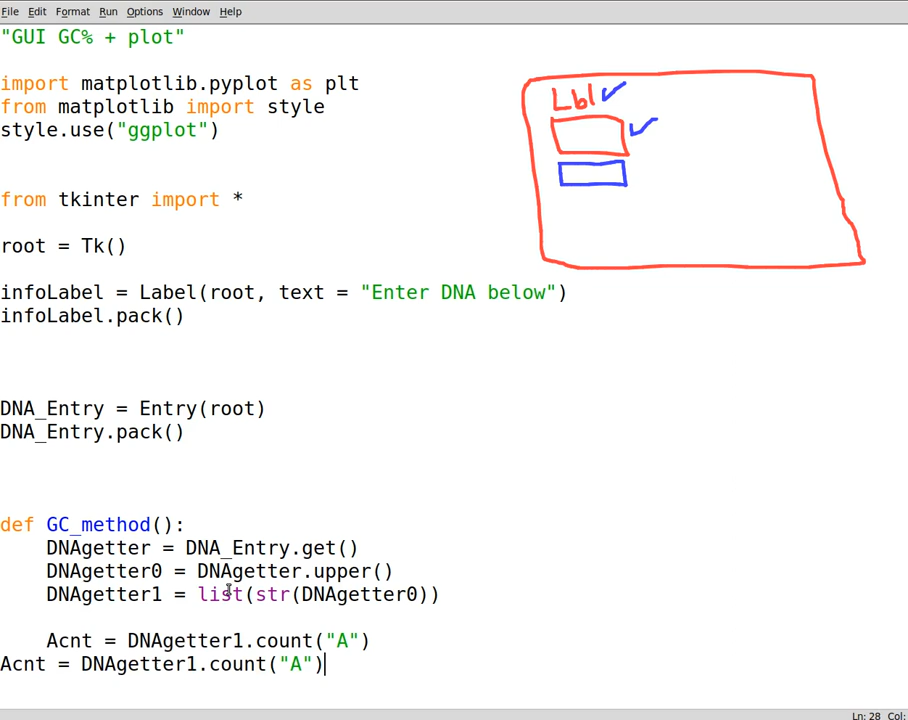 File Edit Format Run Options Window Help
"GUI GC% + plot"
import matplotlib.pyplot as plt
from matplotlib import style
style.use("ggplot")
Lbl
from tkinter import *
root = Tk()
infoLabel = Label(root, text = "Enter DNA below")
infoLabel.pack()
DNA_Entry = Entry(root)
DNA_Entry.pack()
def GC_method():
DNAgetter = DNA_Entry.get()
DNAgetter0 = DNAgetter.upper()
DNAgetter1 = list(str(DNAgetter0))
Acnt = DNAgetter1.count("A")
Acnt = DNAgetter1.count("A")
Ln: 28 Col: